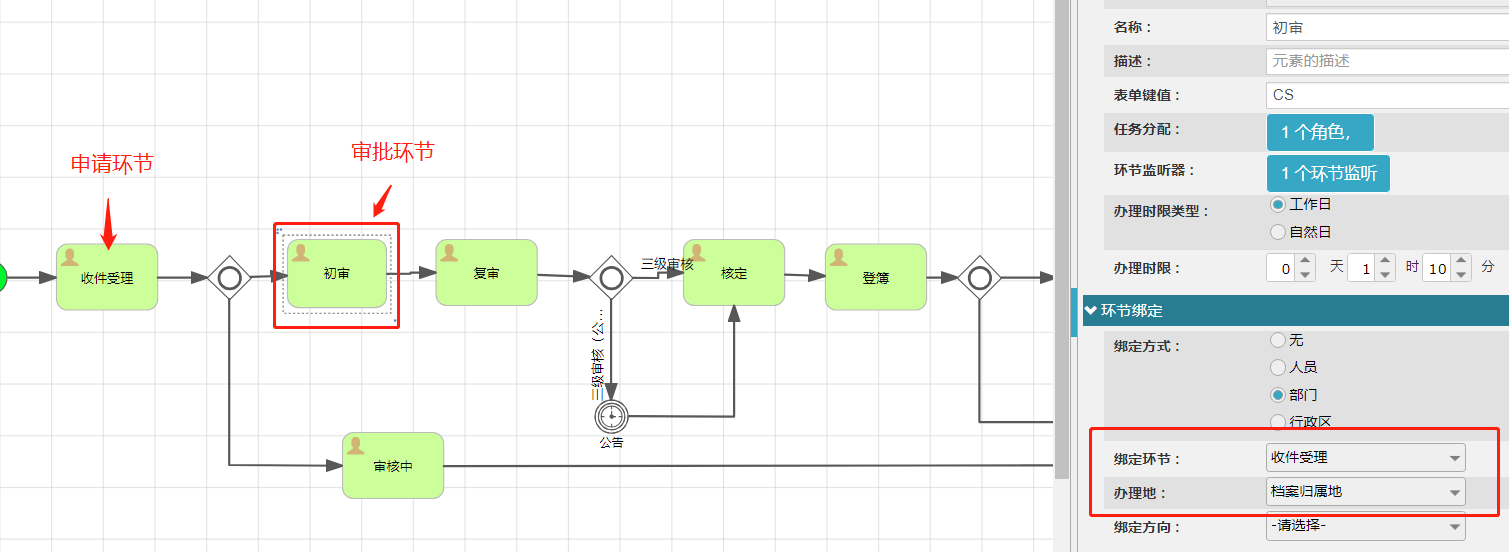 申请环节
审批环节
收件受理
初审
复审
三级审核
核定
登簿
三级审核（公...
公告
审核中
名称：
初审
描述：
元素的描述
表单键值：
CS
任务分配：
1 个角色，
环节监听器：
1 个环节监听
办理时限类型：
工作日
自然日
办理时限：
0 天 1 时 10 分
环节绑定
绑定方式：
无
人员
部门
行政区
绑定环节：
收件受理
办理地：
档案归属地
绑定方向：
-请选择-